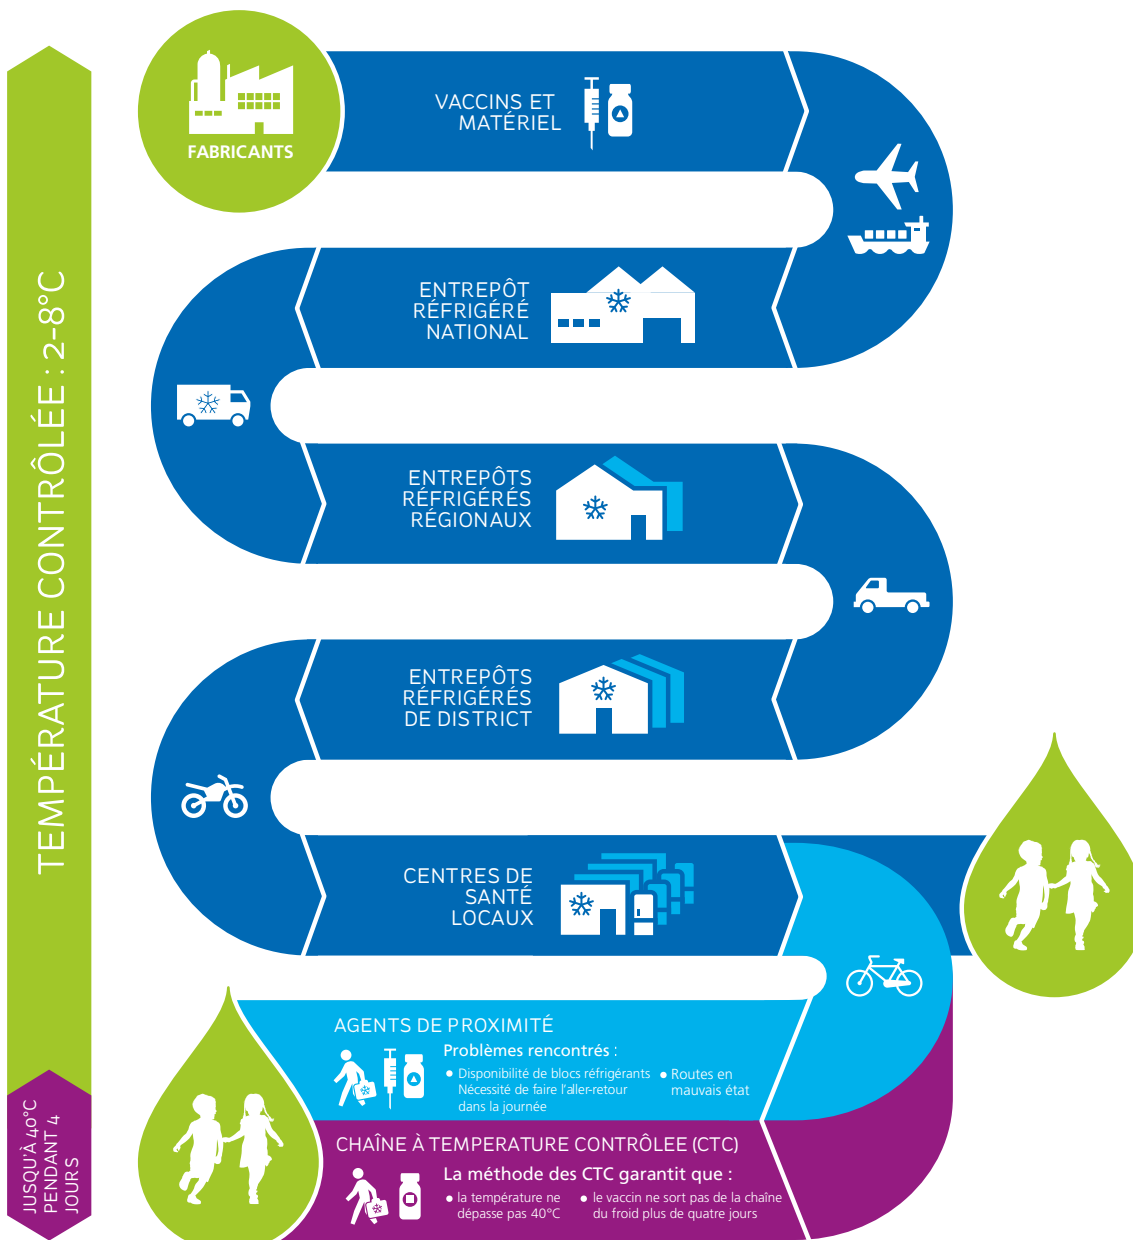 FABRICANTS
VACCINS ET
MATÉRIEL
ENTREPÔT
RÉFRIGÉRÉ
NATIONAL
ENTREPÔTS
RÉFRIGÉRÉS
RÉGIONAUX
ENTREPÔTS
RÉFRIGÉRÉS
DE DISTRICT
CENTRES DE
SANTÉ
LOCAUX
AGENTS DE PROXIMITÉ
Problèmes rencontrés :
• Disponibilité de blocs réfrigérants
Nécessité de faire l'aller-retour
dans la journée
• Routes en
mauvais état
CHAÎNE À TEMPERATURE CONTRÔLEE (CTC)
La méthode des CTC garantit que :
• la température ne
dépasse pas 40°C
• le vaccin ne sort pas de la chaîne
du froid plus de quatre jours
TEMPÉRATURE CONTRÔLÉE : 2-8°C
JUSQU'À 40°C
PENDANT 4
JOURS